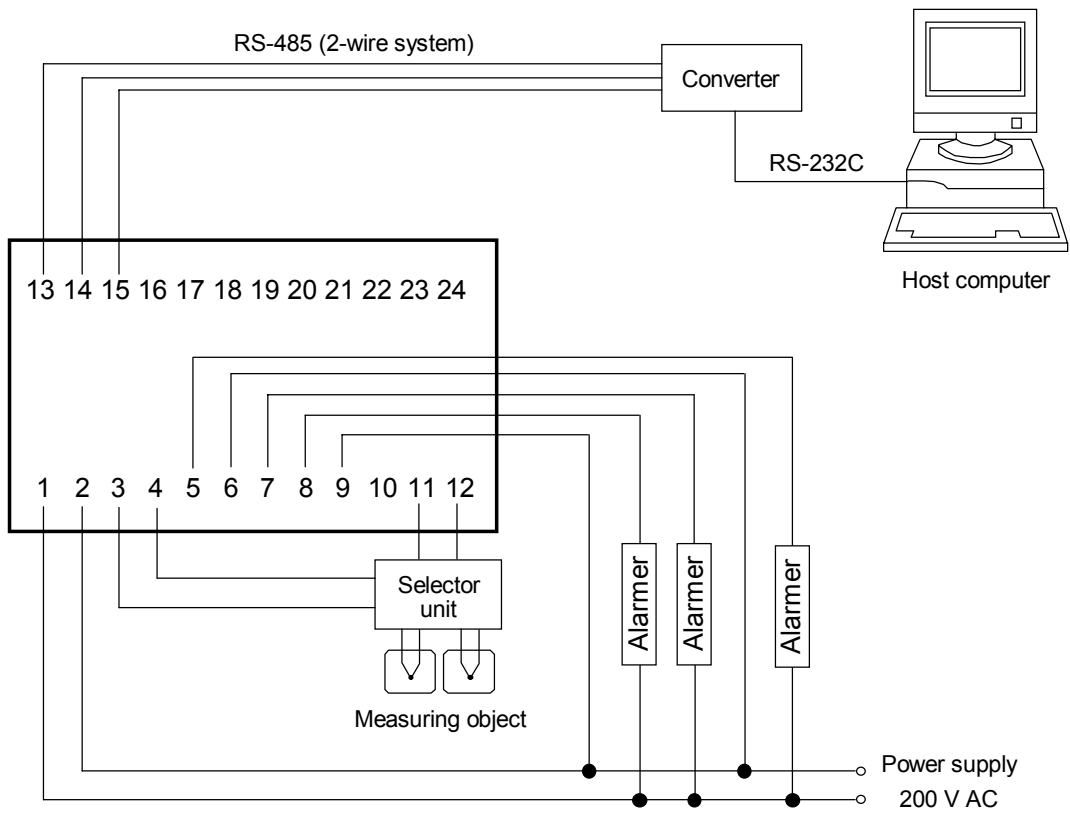 RS-485 (2-wire system)
Converter
RS-232C
Host computer
13 14 15 16 17 18 19 20 21 22 23 24
1 2 3 4 5 6 7 8 9 10 11 12
Selector
unit
Alarmer
Alarmer
Alarmer
Measuring object
Power supply
200 V AC